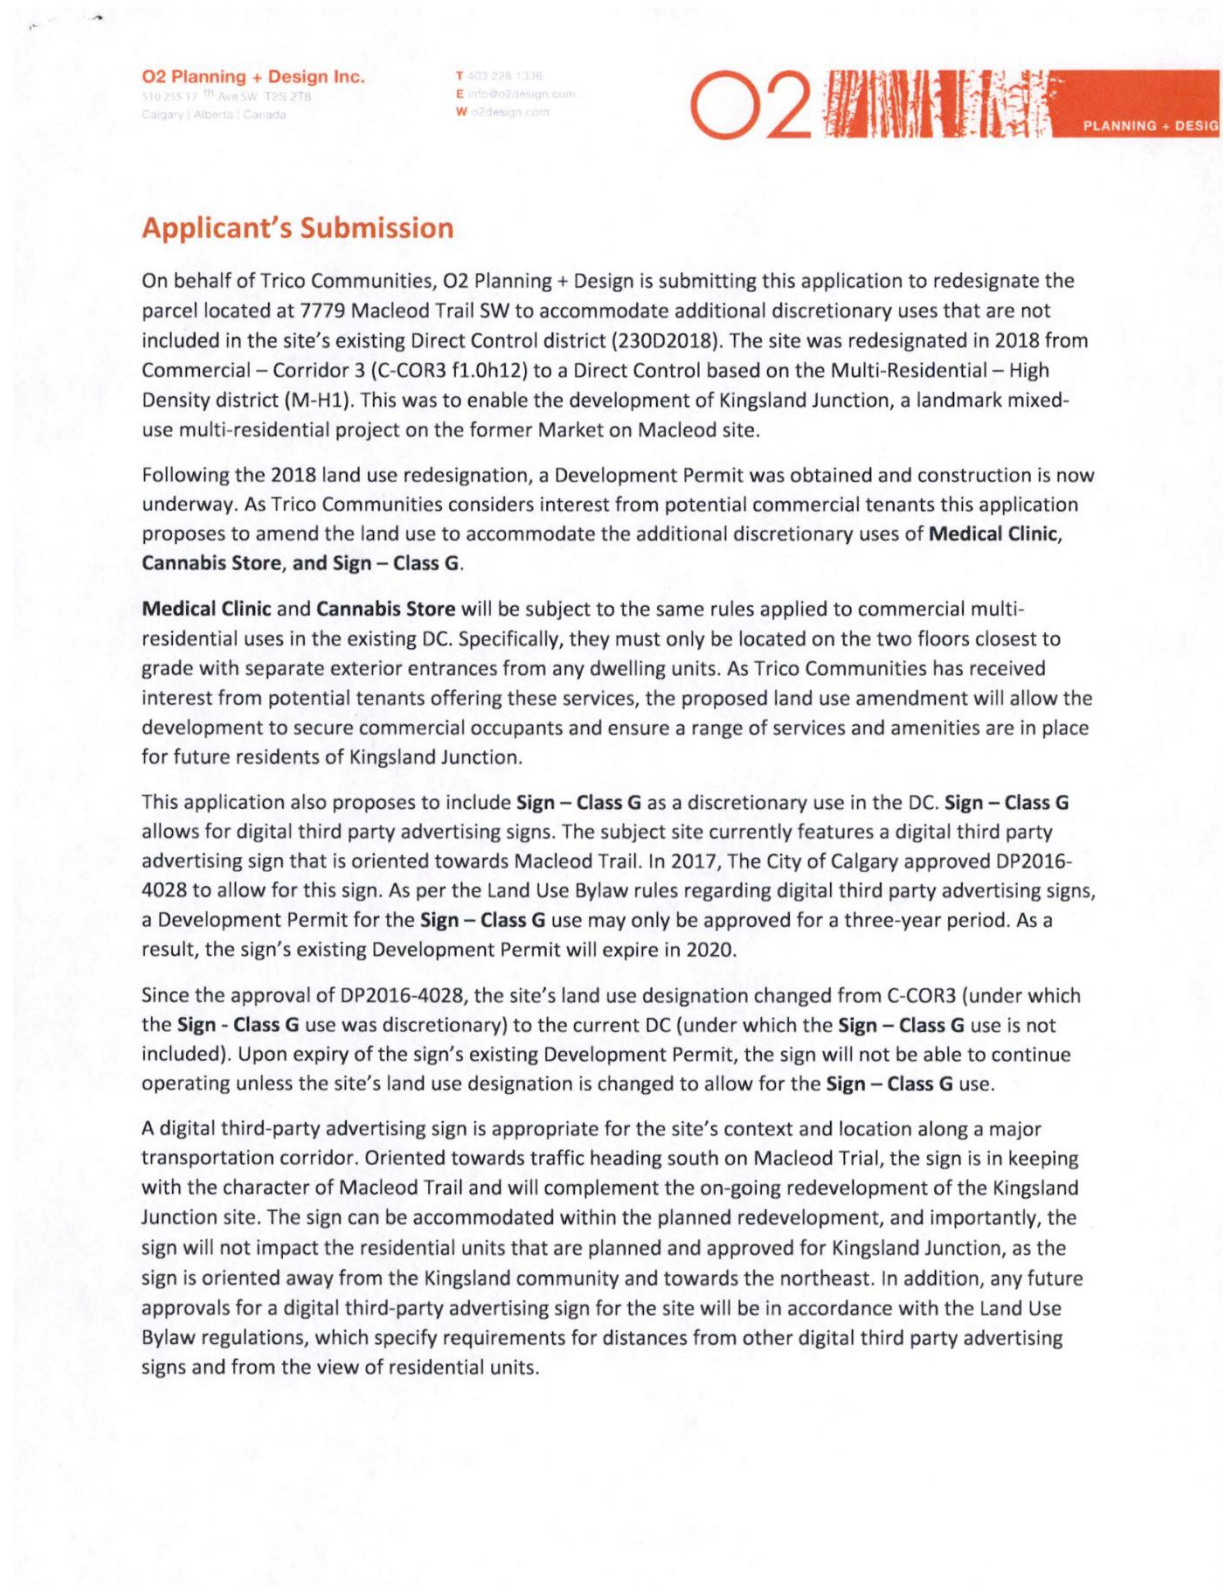 O2 Planning + Design Inc.
510 255 17 th Ave SW T2S 2T8
Calgary | Alberta | Canada
T 403 228 1336
E info@o2design.com
W o2design.com
O2
PLANNING + DESIG
Applicant's Submission
On behalf of Trico Communities, O2 Planning + Design is submitting this application to redesignate the
parcel located at 7779 Macleod Trail SW to accommodate additional discretionary uses that are not
included in the site's existing Direct Control district (230D2018). The site was redesignated in 2018 from
Commercial – Corridor 3 (C-COR3 f1.0h12) to a Direct Control based on the Multi-Residential – High
Density district (M-H1). This was to enable the development of Kingsland Junction, a landmark mixed-
use multi-residential project on the former Market on Macleod site.
Following the 2018 land use redesignation, a Development Permit was obtained and construction is now
underway. As Trico Communities considers interest from potential commercial tenants this application
proposes to amend the land use to accommodate the additional discretionary uses of Medical Clinic,
Cannabis Store, and Sign – Class G.
Medical Clinic and Cannabis Store will be subject to the same rules applied to commercial multi-
residential uses in the existing DC. Specifically, they must only be located on the two floors closest to
grade with separate exterior entrances from any dwelling units. As Trico Communities has received
interest from potential tenants offering these services, the proposed land use amendment will allow the
development to secure commercial occupants and ensure a range of services and amenities are in place
for future residents of Kingsland Junction.
This application also proposes to include Sign – Class G as a discretionary use in the DC. Sign – Class G
allows for digital third party advertising signs. The subject site currently features a digital third party
advertising sign that is oriented towards Macleod Trail. In 2017, The City of Calgary approved DP2016-
4028 to allow for this sign. As per the Land Use Bylaw rules regarding digital third party advertising signs,
a Development Permit for the Sign – Class G use may only be approved for a three-year period. As a
result, the sign's existing Development Permit will expire in 2020.
Since the approval of DP2016-4028, the site's land use designation changed from C-COR3 (under which
the Sign - Class G use was discretionary) to the current DC (under which the Sign – Class G use is not
included). Upon expiry of the sign's existing Development Permit, the sign will not be able to continue
operating unless the site's land use designation is changed to allow for the Sign – Class G use.
A digital third-party advertising sign is appropriate for the site's context and location along a major
transportation corridor. Oriented towards traffic heading south on Macleod Trial, the sign is in keeping
with the character of Macleod Trail and will complement the on-going redevelopment of the Kingsland
Junction site. The sign can be accommodated within the planned redevelopment, and importantly, the
sign will not impact the residential units that are planned and approved for Kingsland Junction, as the
sign is oriented away from the Kingsland community and towards the northeast. In addition, any future
approvals for a digital third-party advertising sign for the site will be in accordance with the Land Use
Bylaw regulations, which specify requirements for distances from other digital third party advertising
signs and from the view of residential units.